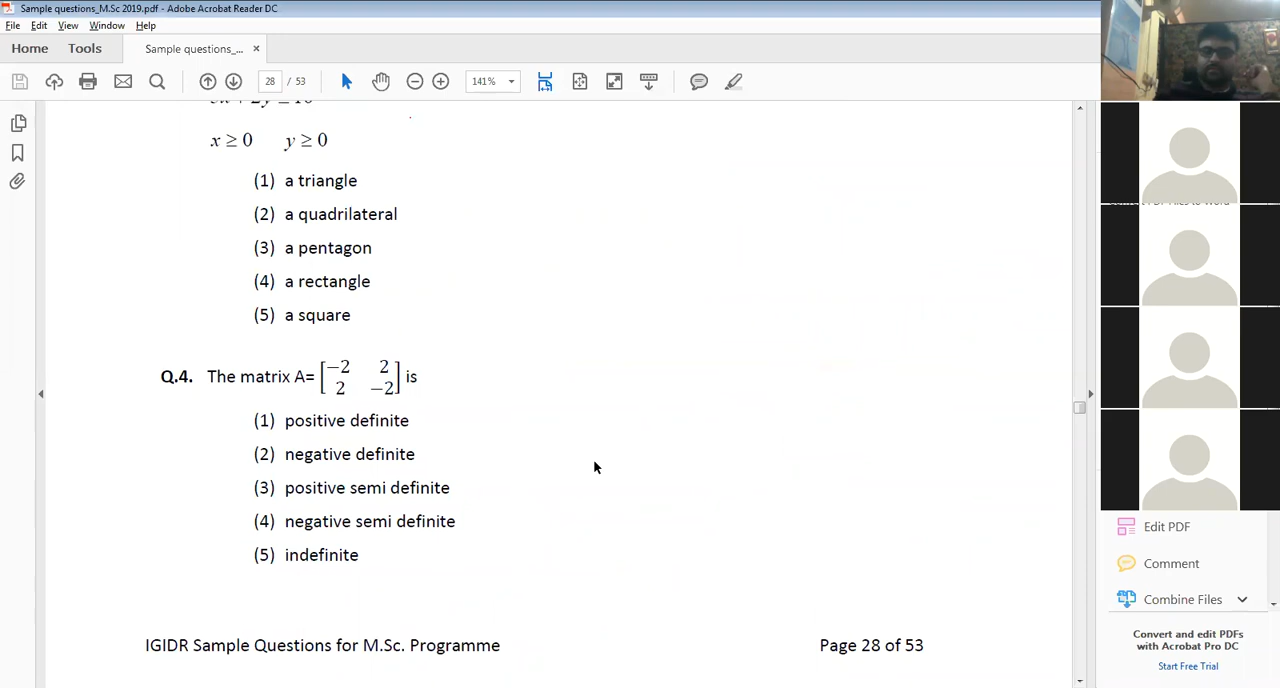 Sample questions_M.Sc 2019.pdf - Adobe Acrobat Reader DC
File Edit View Window Help
Home Tools Sample questions_... ×
28 / 53 141%
x ≥ 0 y ≥ 0
(1) a triangle
(2) a quadrilateral
(3) a pentagon
(4) a rectangle
(5) a square
Q.4. The matrix A= [−2 2
2 −2] is
(1) positive definite
(2) negative definite
(3) positive semi definite
(4) negative semi definite
(5) indefinite
IGIDR Sample Questions for M.Sc. Programme Page 28 of 53
Edit PDF
Comment
Combine Files
Convert and edit PDFs
with Acrobat Pro DC
Start Free Trial